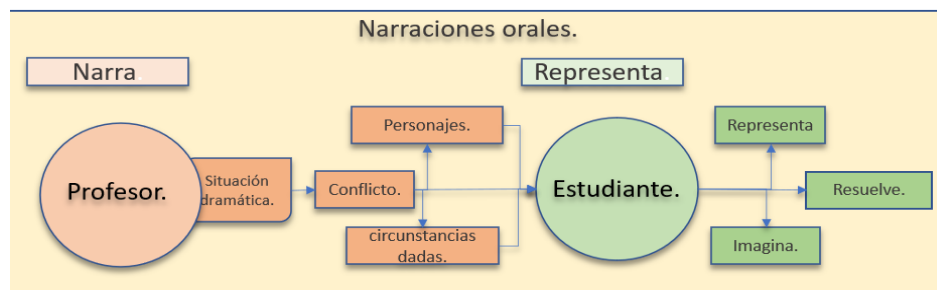 Narraciones orales.
Narra.
Representa.
Profesor.
Situación
dramática.
Conflicto.
Personajes.
circunstancias
dadas.
Estudiante.
Representa
Resuelve.
Imagina.